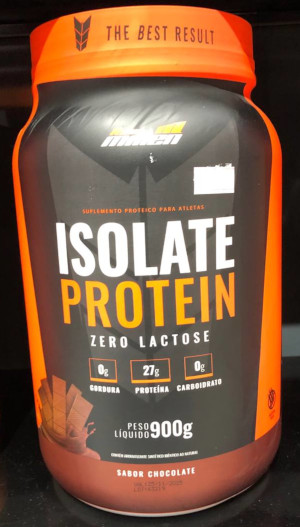 THE BEST RESULT
SUPLEMENTO PROTEICO PARA ATLETAS
ISOLATE
PROTEIN
ZERO LACTOSE
0g
27g
0g
GORDURA
PROTEÍNA
CARBOIDRATO
PESO
LÍQUIDO
900g
SABOR CHOCOLATE